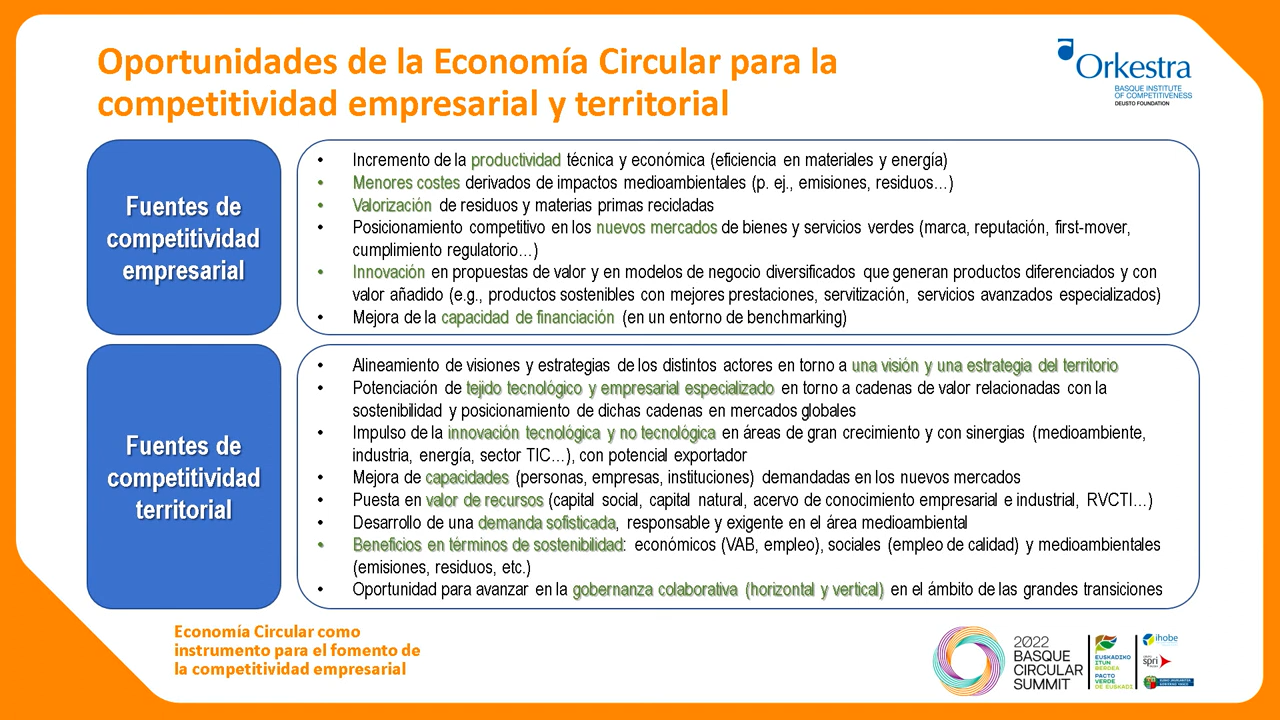 Oportunidades de la Economía Circular para la
competitividad empresarial y territorial
Orkestra
BASQUE INSTITUTE
OF COMPETITIVENESS
DEUSTO FOUNDATION
Fuentes de
competitividad
empresarial
• Incremento de la productividad técnica y económica (eficiencia en materiales y energía)
• Menores costes derivados de impactos medioambientales (p. ej., emisiones, residuos…)
• Valorización de residuos y materias primas recicladas
• Posicionamiento competitivo en los nuevos mercados de bienes y servicios verdes (marca, reputación, first-mover,
cumplimiento regulatorio…)
• Innovación en propuestas de valor y en modelos de negocio diversificados que generan productos diferenciados y con
valor añadido (e.g., productos sostenibles con mejores prestaciones, servitización, servicios avanzados especializados)
• Mejora de la capacidad de financiación (en un entorno de benchmarking)
Fuentes de
competitividad
territorial
• Alineamiento de visiones y estrategias de los distintos actores en torno a una visión y una estrategia del territorio
• Potenciación de tejido tecnológico y empresarial especializado en torno a cadenas de valor relacionadas con la
sostenibilidad y posicionamiento de dichas cadenas en mercados globales
• Impulso de la innovación tecnológica y no tecnológica en áreas de gran crecimiento y con sinergias (medioambiente,
industria, energía, sector TIC…), con potencial exportador
• Mejora de capacidades (personas, empresas, instituciones) demandadas en los nuevos mercados
• Puesta en valor de recursos (capital social, capital natural, acervo de conocimiento empresarial e industrial, RVCTI…)
• Desarrollo de una demanda sofisticada, responsable y exigente en el área medioambiental
• Beneficios en términos de sostenibilidad: económicos (VAB, empleo), sociales (empleo de calidad) y medioambientales
(emisiones, residuos, etc.)
• Oportunidad para avanzar en la gobernanza colaborativa (horizontal y vertical) en el ámbito de las grandes transiciones
Economía Circular como
instrumento para el fomento de
la competitividad empresarial
2022
BASQUE
CIRCULAR
SUMMIT
EUSKADIKO
ITUN
BERDEA
PACTO
VERDE
DE EUSKADI
ihobe
spri